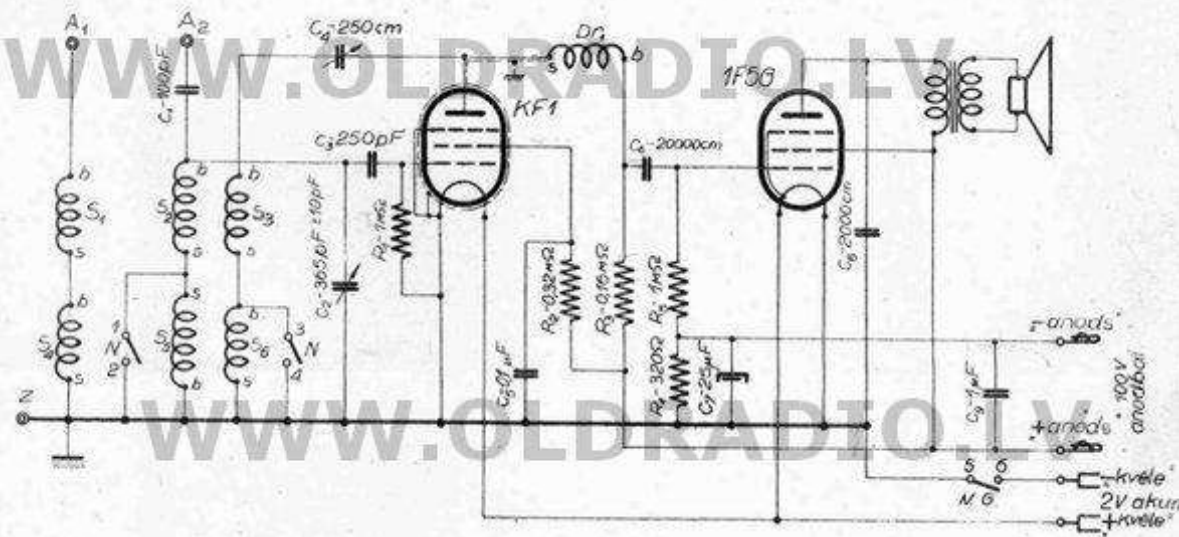 A1
A2
C4-250cm
Dr.
s
b
1F5G
WWW.OLDRADIO.LV
C1-100pF
KF1
C3 250pF
C6-20000cm
b
b
b
S1
S2
S3
s
s
s
R1-1MΩ
C2-365pF÷10pF
C8-2000cm
R2-0,32MΩ
R3-0,16MΩ
R5-1MΩ
b
s
b
1
N
2
S5
S6
3
N
4
s
b
s
C5-0,1μF
R4-320Ω
C7-25μF
C9-1μF
"-anods"
"+anods"
100V
anodbat
Z
WWW.OLDRADIO.LV
5
6
N.G.
"-kvēle"
2V akum
"+kvēle"